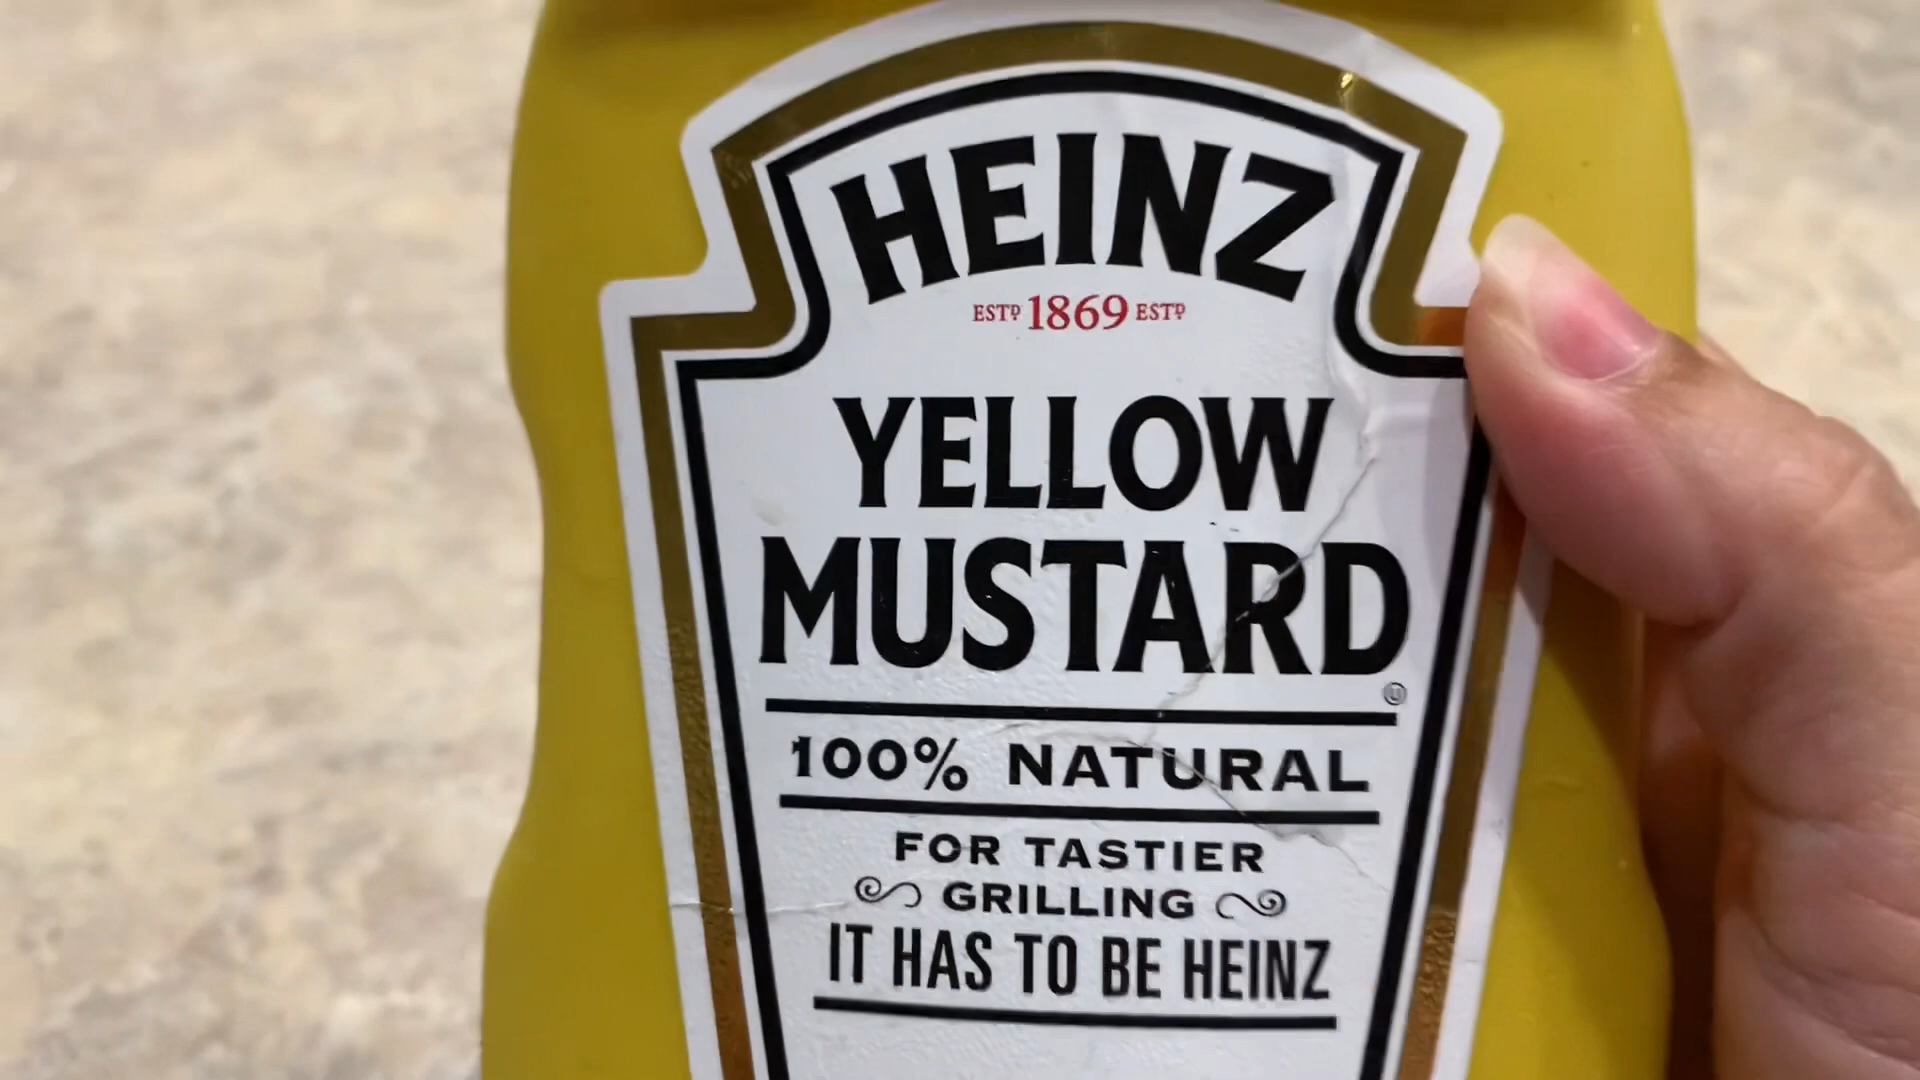 HEINZ
ESTD 1869 ESTD
YELLOW
MUSTARD
Ⓤ
100% NATURAL
FOR TASTIER
GRILLING
IT HAS TO BE HEINZ